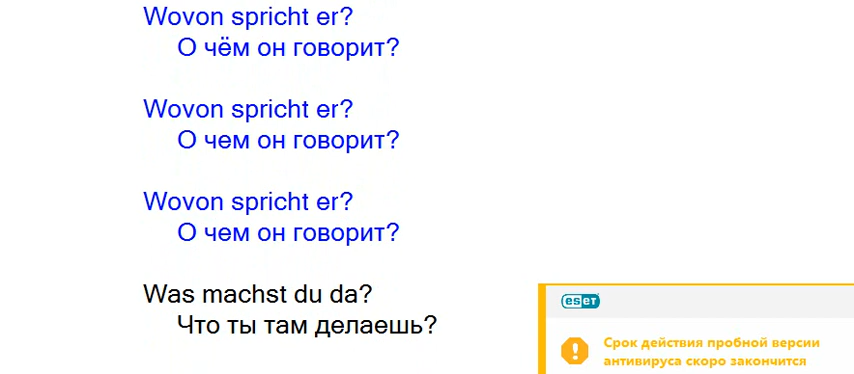 Wovon spricht er?
О чём он говорит?
Wovon spricht er?
О чем он говорит?
Wovon spricht er?
О чем он говорит?
Was machst du da?
Что ты там делаешь?
eset
Срок действия пробной версии
антивируса скоро закончится